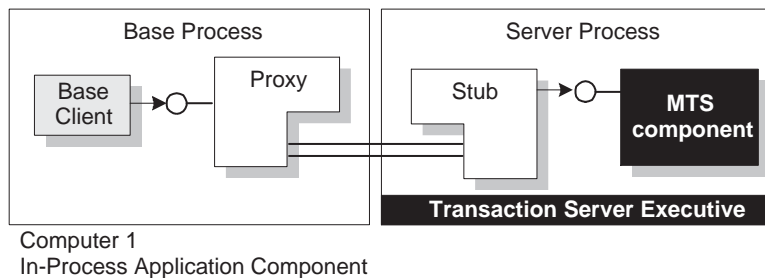 Base Process
Server Process
Base
Client
Proxy
Stub
MTS
component
Transaction Server Executive
Computer 1
In-Process Application Component